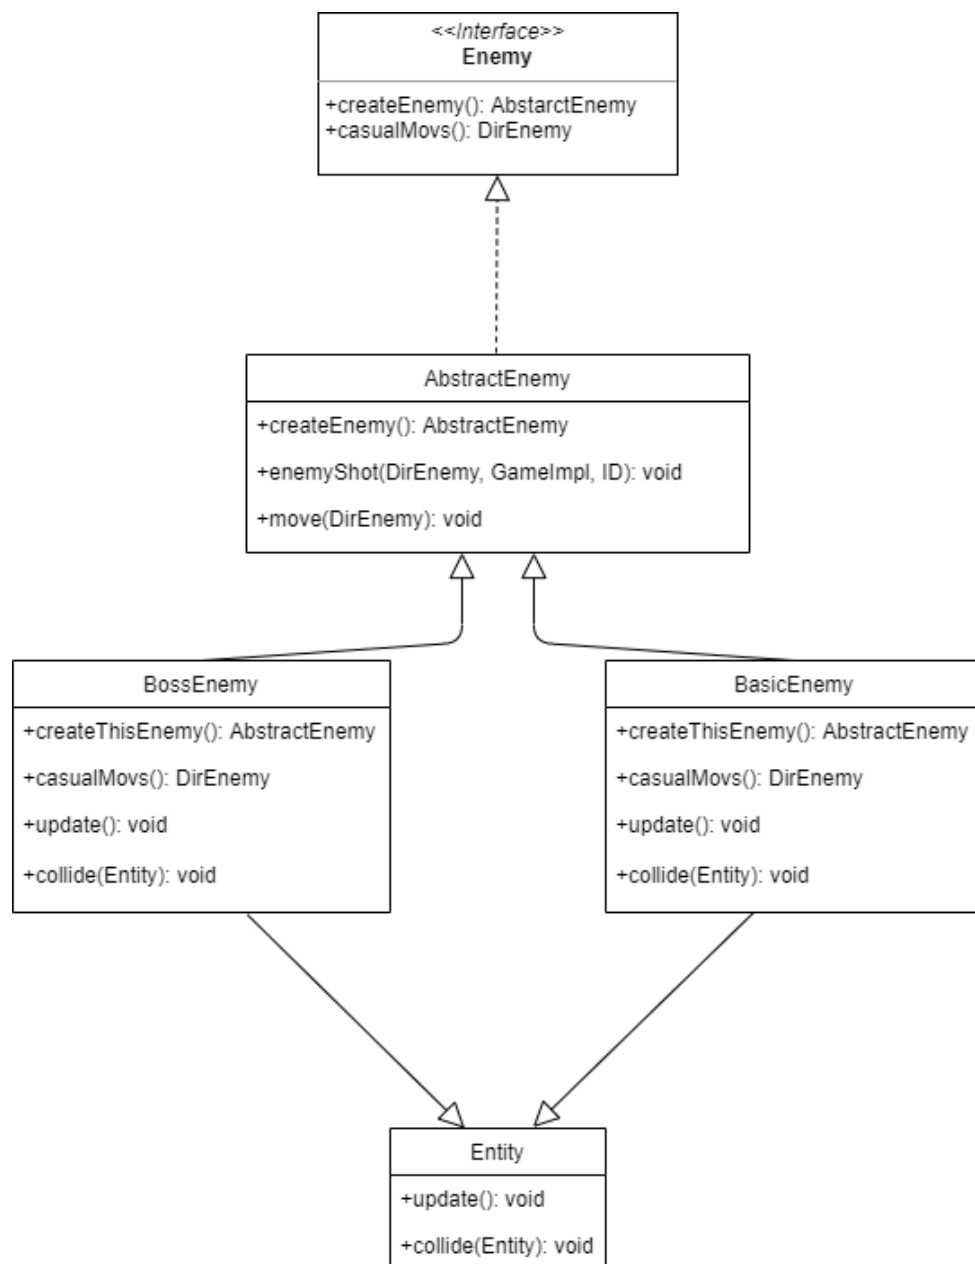 <<Interface>>
Enemy
+createEnemy(): AbstarctEnemy
+casualMovs(): DirEnemy
AbstractEnemy
+createEnemy(): AbstractEnemy
+enemyShot(DirEnemy, GameImpl, ID): void
+move(DirEnemy): void
BossEnemy
+createThisEnemy(): AbstractEnemy
+casualMovs(): DirEnemy
+update(): void
+collide(Entity): void
BasicEnemy
+createThisEnemy(): AbstractEnemy
+casualMovs(): DirEnemy
+update(): void
+collide(Entity): void
Entity
+update(): void
+collide(Entity): void